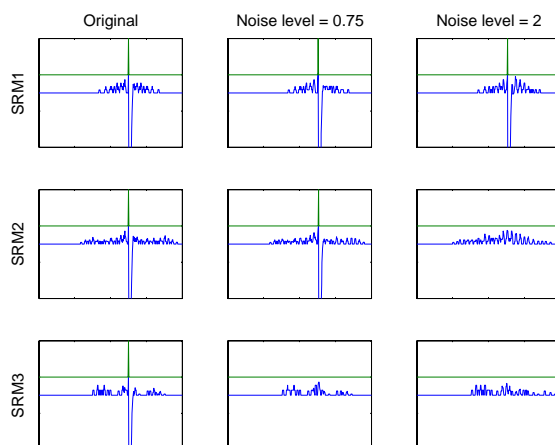 Original
Noise level = 0.75
Noise level = 2
SRM1
SRM2
SRM3